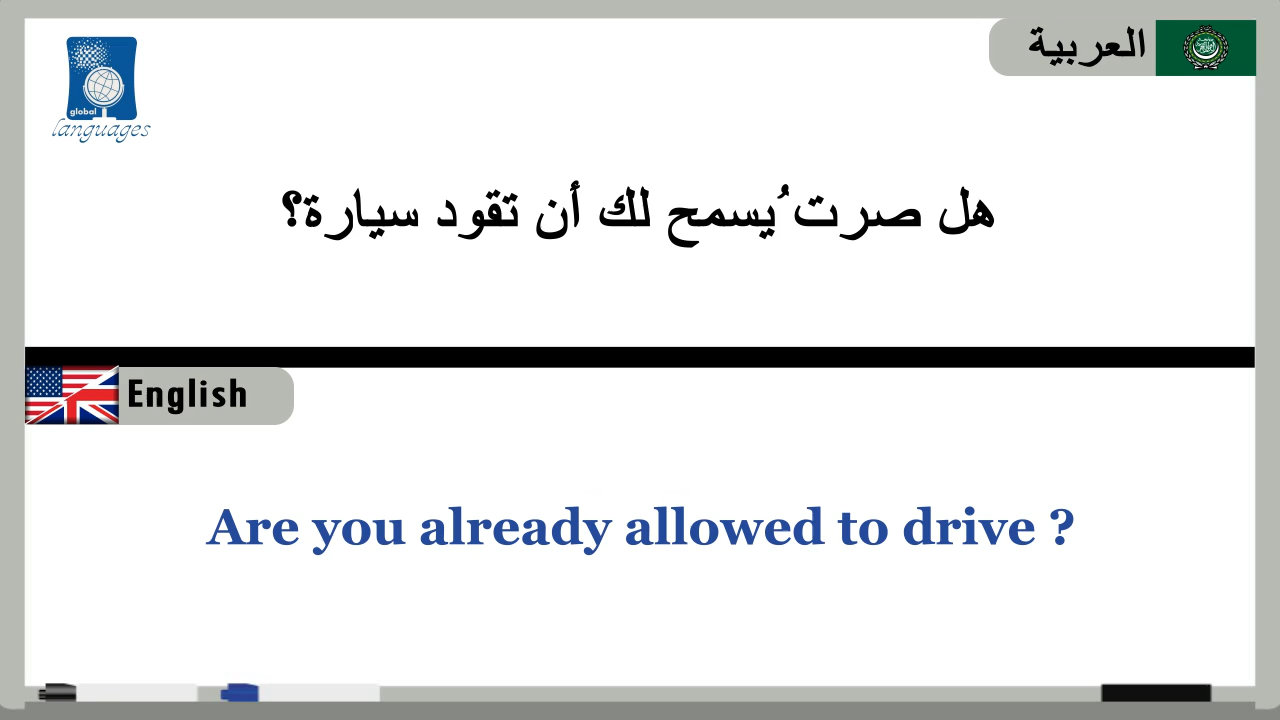 global
languages
العربية
هل صرت ُيسمح لك أن تقود سيارة؟
English
Are you already allowed to drive ?